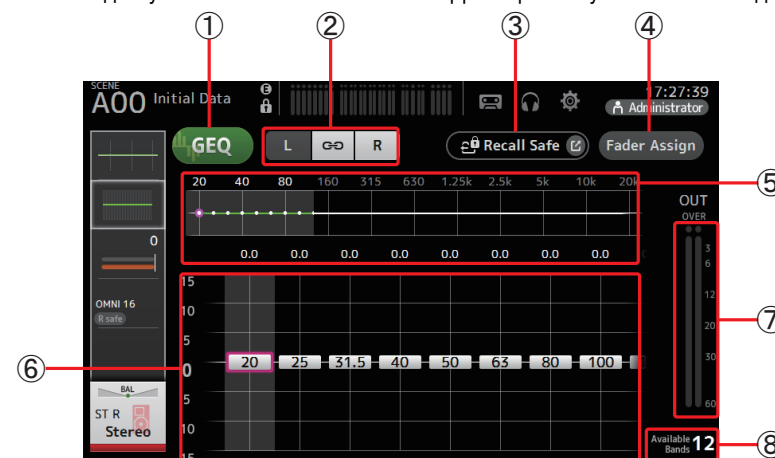 ① ② ③ ④
SCENE
A00 Initial Data
E
17:27:39
Administrator
GEQ
L
R
Recall Safe
Fader Assign
20 40 80 160 315 630 1.25k 2.5k 5k 10k 20k
⑤
OUT
OVER
0
0.0 0.0 0.0 0.0 0.0 0.0 0.0 0.0
3
6
12
20
30
60
⑦
OMNI 16
R safe
15
10
5
0
5
10
15
⑥
20 25 31.5 40 50 63 80 100
BAL
ST R
Stereo
Available
Bands 12
⑧